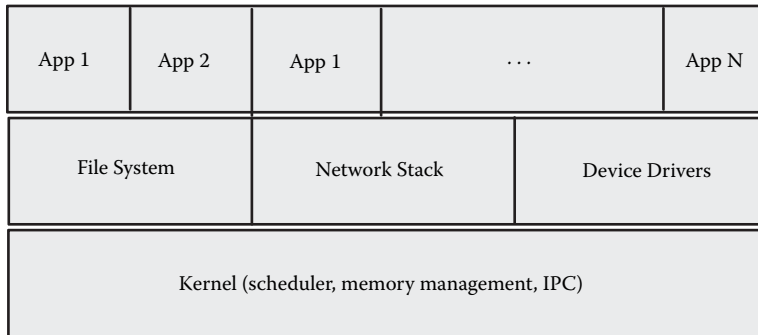 App 1
App 2
App 1
. . .
App N
File System
Network Stack
Device Drivers
Kernel (scheduler, memory management, IPC)